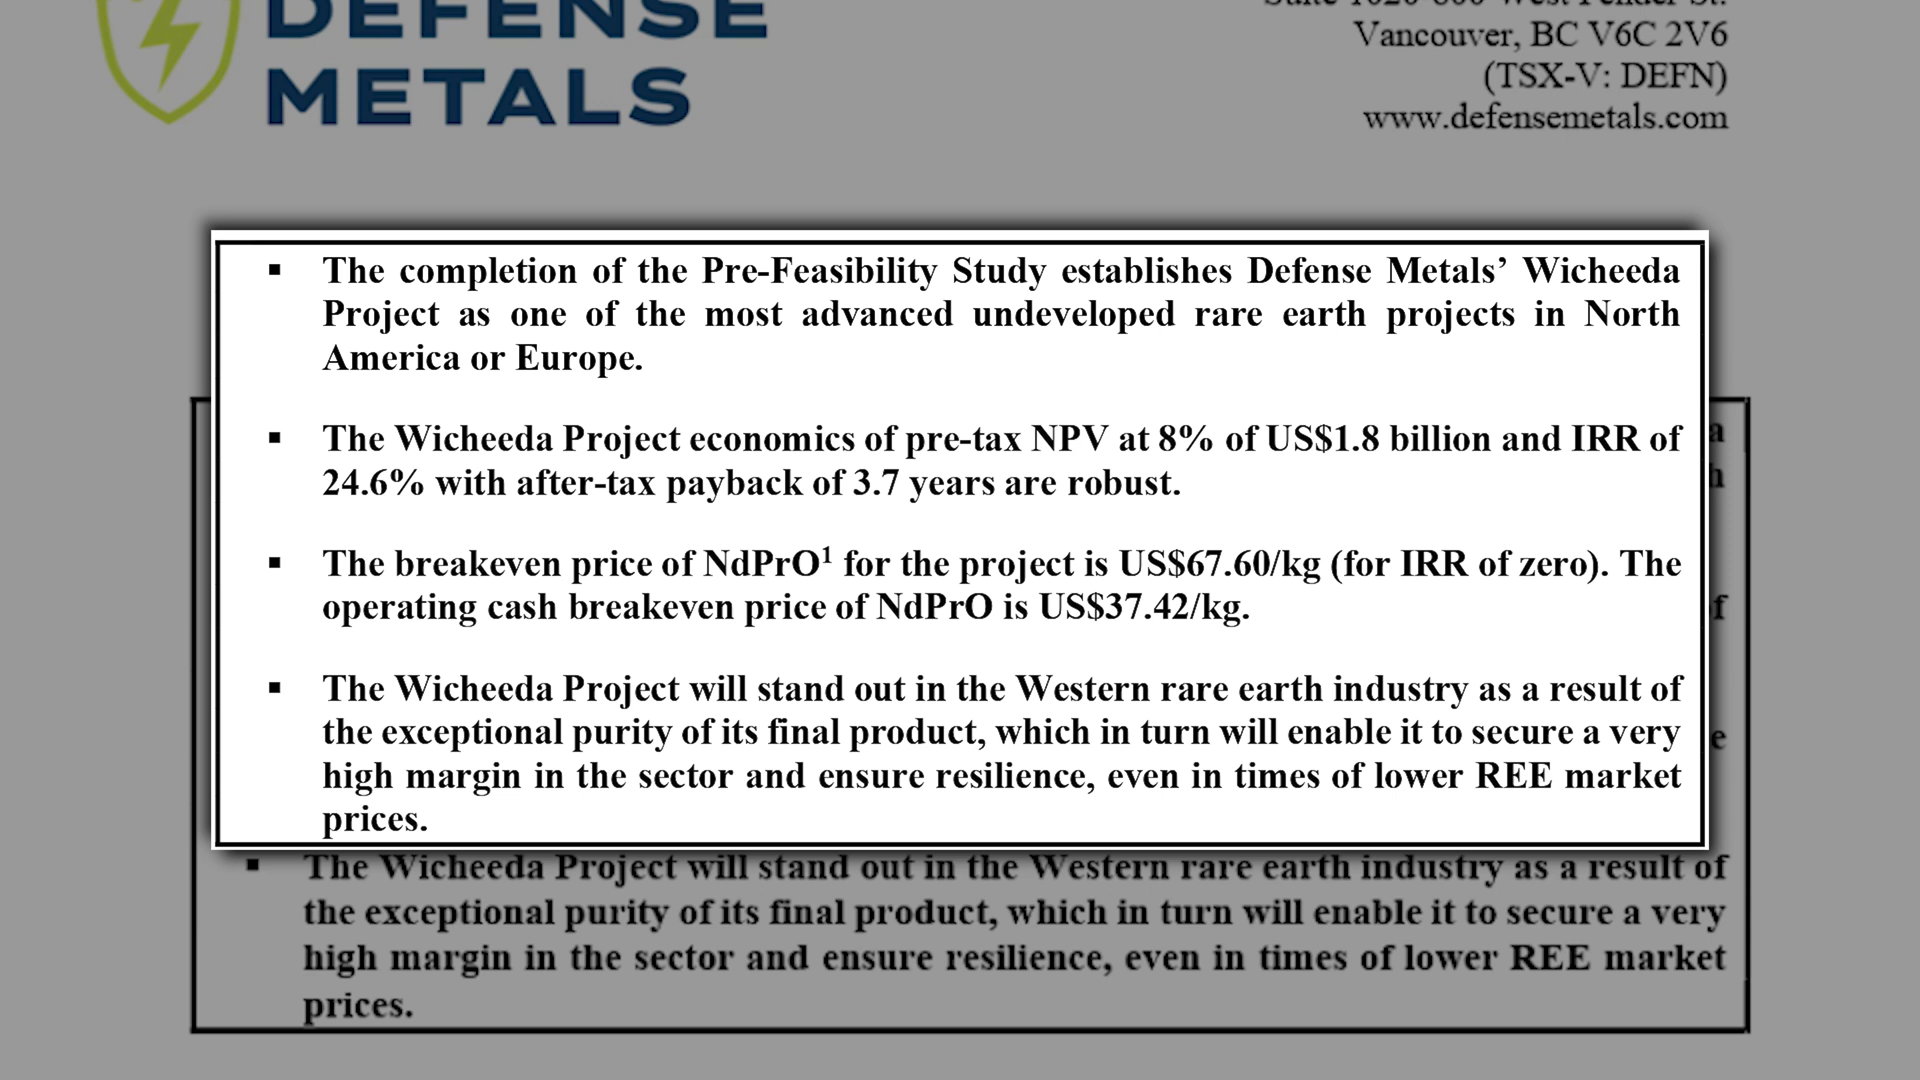 DEFENSE
METALS
Vancouver, BC V6C 2V6
(TSX-V: DEFN)
www.defensemetals.com
▪ The completion of the Pre-Feasibility Study establishes Defense Metals’ Wicheeda
Project as one of the most advanced undeveloped rare earth projects in North
America or Europe.
▪ The Wicheeda Project economics of pre-tax NPV at 8% of US$1.8 billion and IRR of
24.6% with after-tax payback of 3.7 years are robust.
▪ The breakeven price of NdPrO¹ for the project is US$67.60/kg (for IRR of zero). The
operating cash breakeven price of NdPrO is US$37.42/kg.
▪ The Wicheeda Project will stand out in the Western rare earth industry as a result of
the exceptional purity of its final product, which in turn will enable it to secure a very
high margin in the sector and ensure resilience, even in times of lower REE market
prices.
▪ The Wicheeda Project will stand out in the Western rare earth industry as a result of
the exceptional purity of its final product, which in turn will enable it to secure a very
high margin in the sector and ensure resilience, even in times of lower REE market
prices.